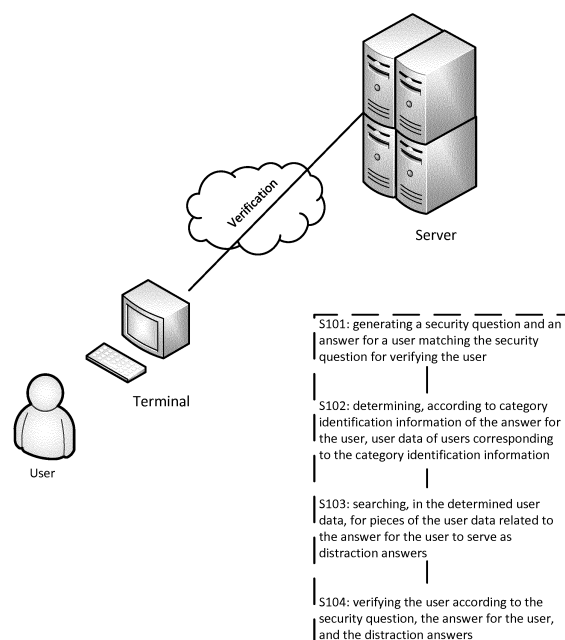 Verification
Server
Terminal
User
S101: generating a security question and an
answer for a user matching the security
question for verifying the user
S102: determining, according to category
identification information of the answer for
the user, user data of users corresponding
to the category identification information
S103: searching, in the determined user
data, for pieces of the user data related to
the answer for the user to serve as
distraction answers
S104: verifying the user according to the
security question, the answer for the user,
and the distraction answers